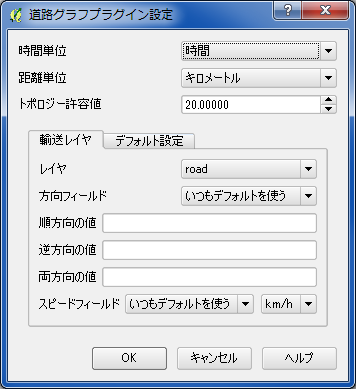 道路グラフプラグイン設定
時間単位 時間
距離単位 キロメートル
トポロジー許容値 20.00000
輸送レイヤ デフォルト設定
レイヤ road
方向フィールド いつもデフォルトを使う
順方向の値
逆方向の値
両方向の値
スピードフィールド いつもデフォルトを使う km/h
OK キャンセル ヘルプ